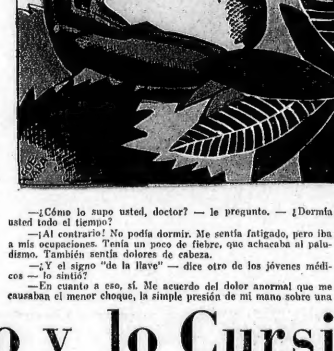 —¿Cómo lo supo usted, doctor? — le pregunto. — ¿Dormía
usted todo el tiempo?
—¡Al contrario! No podía dormir. Me sentía fatigado, pero iba
a mis ocupaciones. Tenía un poco de fiebre, que achacaba al palu-
dismo. También sentía dolores de cabeza.
—¿Y el signo "de la llave" — dice otro de los jóvenes médi-
cos — lo sintió?
—En cuanto a eso, sí. Me acuerdo del dolor anormal que me
causaban el menor choque, la simple presión de mi mano sobre una
o y lo Cursi